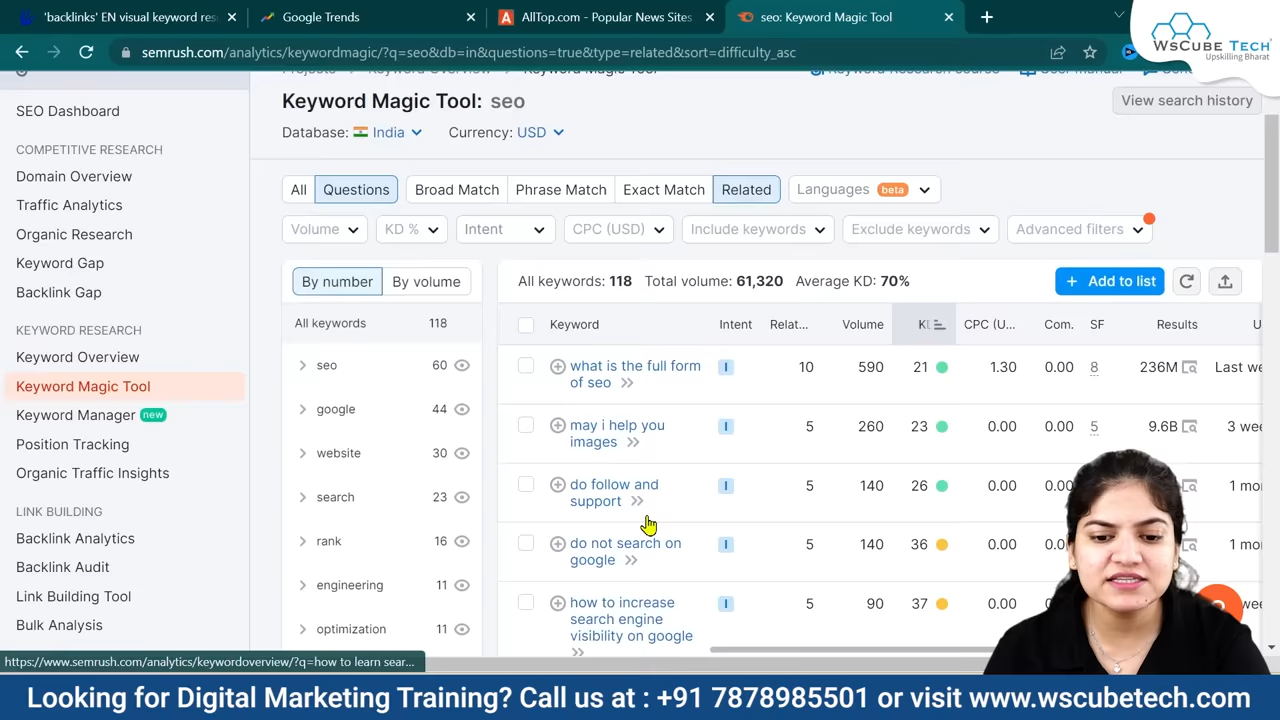 'backlinks' EN visual keyword res
Google Trends
AllTop.com - Popular News Sites
seo: Keyword Magic Tool
semrush.com/analytics/keywordmagic/?q=seo&db=in&questions=true&type=related&sort=difficulty_asc
WSCUBE TECH
Upskilling Bharat
SEO Dashboard
COMPETITIVE RESEARCH
Domain Overview
Traffic Analytics
Organic Research
Keyword Gap
Backlink Gap
KEYWORD RESEARCH
Keyword Overview
Keyword Magic Tool
Keyword Manager new
Position Tracking
Organic Traffic Insights
LINK BUILDING
Backlink Analytics
Backlink Audit
Link Building Tool
Bulk Analysis
https://www.semrush.com/analytics/keywordoverview/?q=how to learn sear...
Keyword Magic Tool: seo
View search history
Database: India Currency: USD
All Questions Broad Match Phrase Match Exact Match Related Languages beta
Volume KD % Intent CPC (USD) Include keywords Exclude keywords Advanced filters
By number By volume
All keywords 118
seo 60
google 44
website 30
search 23
rank 16
engineering 11
optimization 11
All keywords: 118 Total volume: 61,320 Average KD: 70%
+ Add to list
Keyword Intent Relat... Volume CPC (U... Com. SF Results
what is the full form I 10 590 21 1.30 0.00 8 236M Last we
of seo
may i help you I 5 260 23 0.00 0.00 5 9.6B 3 wee
images
do follow and I 5 140 26 0.00 0.00 1 mo
support
do not search on I 5 140 36 0.00 0.0 1 mo
google
how to increase I 5 90 37 0.00 0.0
search engine
visibility on google
Looking for Digital Marketing Training? Call us at : +91 7878985501 or visit www.wscubetech.com